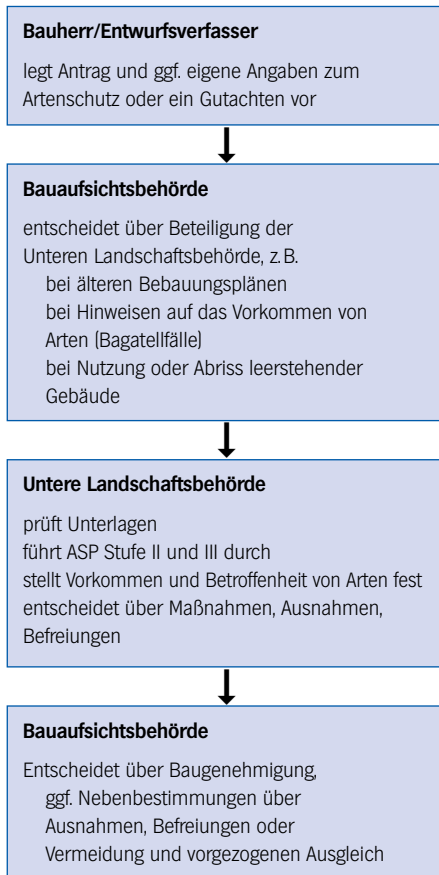 Bauherr/Entwurfsverfasser
legt Antrag und ggf. eigene Angaben zum
Artenschutz oder ein Gutachten vor
Bauaufsichtsbehörde
entscheidet über Beteiligung der
Unteren Landschaftsbehörde, z.B.
bei älteren Bebauungsplänen
bei Hinweisen auf das Vorkommen von
Arten (Bagatellfälle)
bei Nutzung oder Abriss leerstehender
Gebäude
Untere Landschaftsbehörde
prüft Unterlagen
führt ASP Stufe II und III durch
stellt Vorkommen und Betroffenheit von Arten fest
entscheidet über Maßnahmen, Ausnahmen,
Befreiungen
Bauaufsichtsbehörde
Entscheidet über Baugenehmigung,
ggf. Nebenbestimmungen über
Ausnahmen, Befreiungen oder
Vermeidung und vorgezogenen Ausgleich